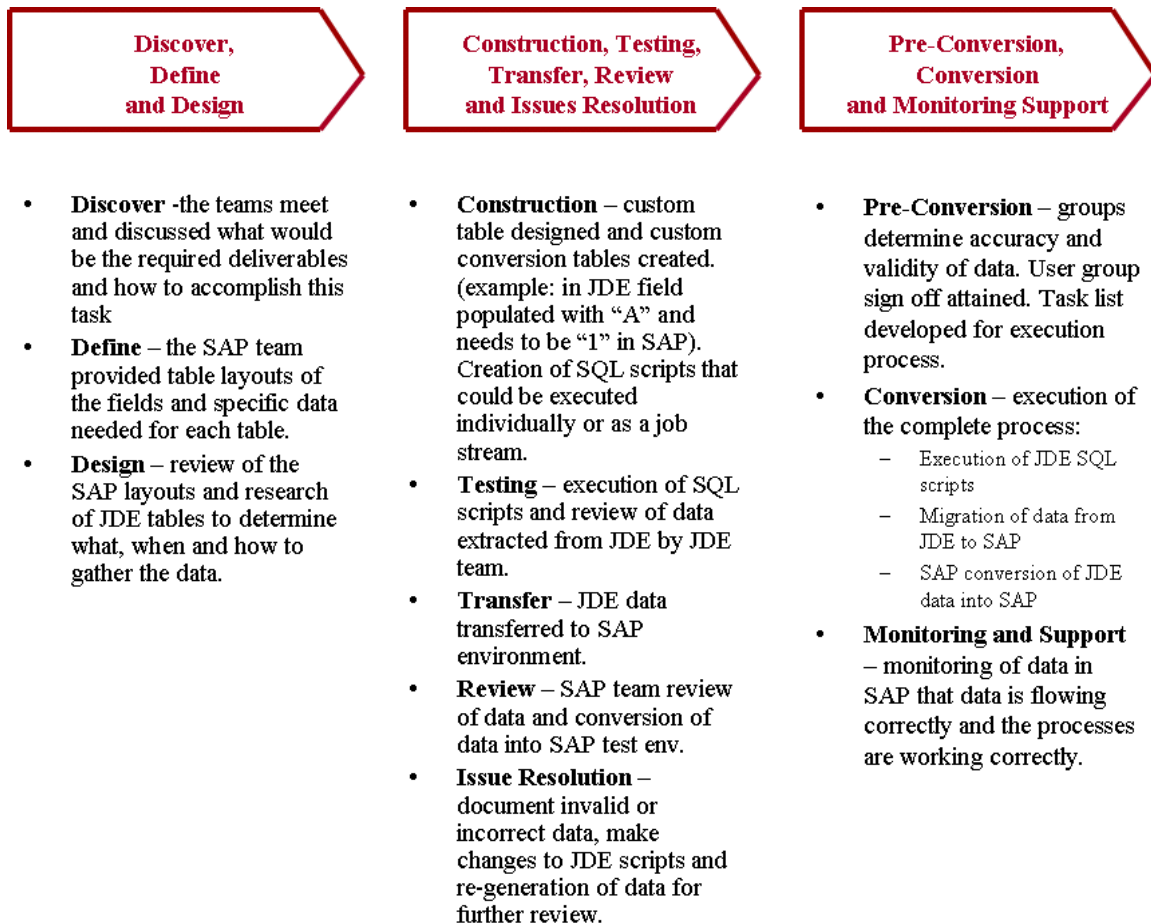 Discover,
Define
and Design
Construction, Testing,
Transfer, Review
and Issues Resolution
Pre-Conversion,
Conversion
and Monitoring Support
• Discover -the teams meet
and discussed what would
be the required deliverables
and how to accomplish this
task
• Define – the SAP team
provided table layouts of
the fields and specific data
needed for each table.
• Design – review of the
SAP layouts and research
of JDE tables to determine
what, when and how to
gather the data.
• Construction – custom
table designed and custom
conversion tables created.
(example: in JDE field
populated with “A” and
needs to be “1” in SAP).
Creation of SQL scripts that
could be executed
individually or as a job
stream.
• Testing – execution of SQL
scripts and review of data
extracted from JDE by JDE
team.
• Transfer – JDE data
transferred to SAP
environment.
• Review – SAP team review
of data and conversion of
data into SAP test env.
• Issue Resolution –
document invalid or
incorrect data, make
changes to JDE scripts and
re-generation of data for
further review.
• Pre-Conversion – groups
determine accuracy and
validity of data. User group
sign off attained. Task list
developed for execution
process.
• Conversion – execution of
the complete process:
– Execution of JDE SQL
scripts
– Migration of data from
JDE to SAP
– SAP conversion of JDE
data into SAP
• Monitoring and Support
– monitoring of data in
SAP that data is flowing
correctly and the processes
are working correctly.